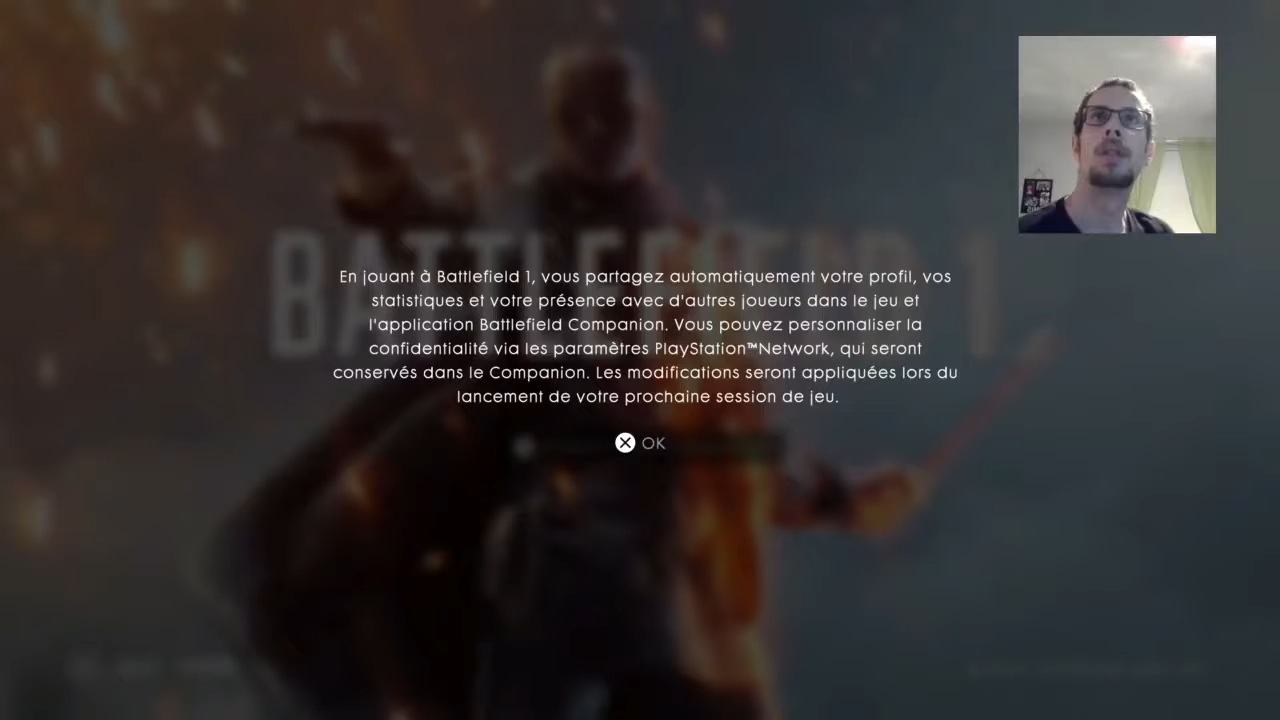 BATTLEFIELD 1
En jouant à Battlefield 1, vous partagez automatiquement votre profil, vos
statistiques et votre présence avec d'autres joueurs dans le jeu et
l'application Battlefield Companion. Vous pouvez personnaliser la
confidentialité via les paramètres PlayStation™Network, qui seront
conservés dans le Companion. Les modifications seront appliquées lors du
lancement de votre prochaine session de jeu.
OK